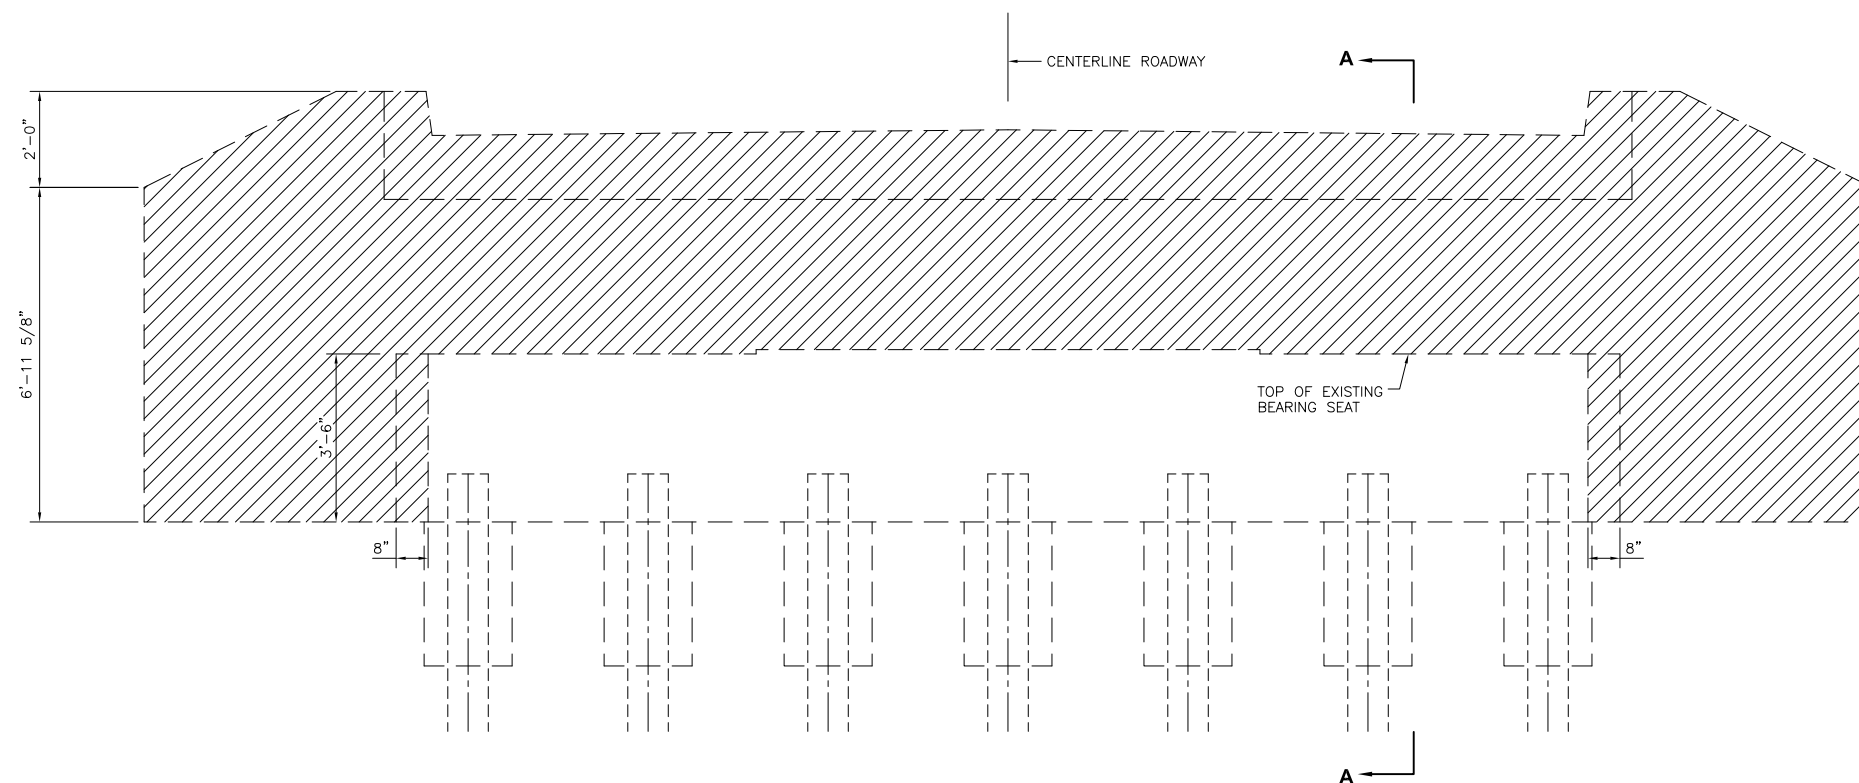 CENTERLINE ROADWAY
A
2'-0"
6'-11 5/8"
3'-6"
TOP OF EXISTING
BEARING SEAT
8"
8"
A